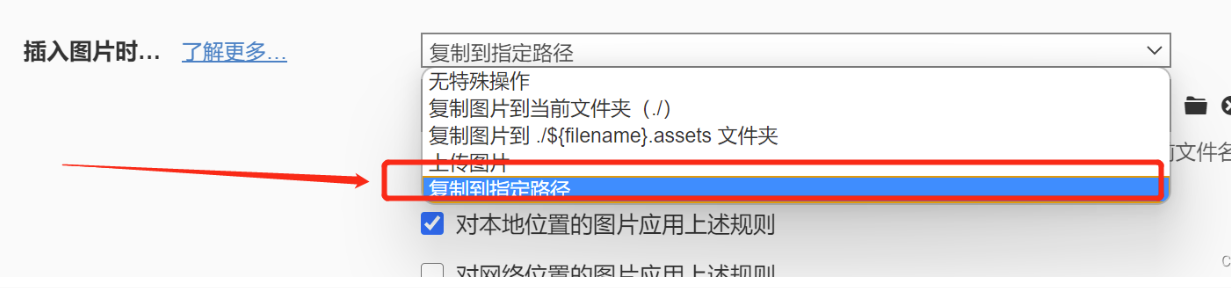 插入图片时… 了解更多…
复制到指定路径
无特殊操作
复制图片到当前文件夹（./）
复制图片到 ./${filename}.assets 文件夹
上传图片
复制到指定路径
前文件名
对本地位置的图片应用上述规则
对网络位置的图片应用上述规则